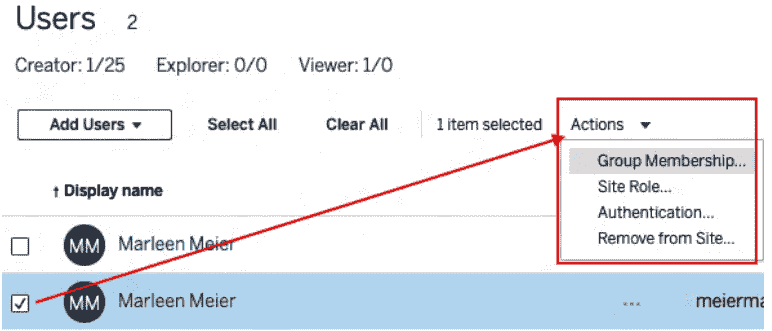 Users 2
Creator: 1/25 Explorer: 0/0 Viewer: 1/0
Add Users Select All Clear All 1 item selected Actions
Group Membership...
Site Role...
Authentication...
Remove from Site...
↑ Display name
MM Marleen Meier
MM Marleen Meier ... meierma